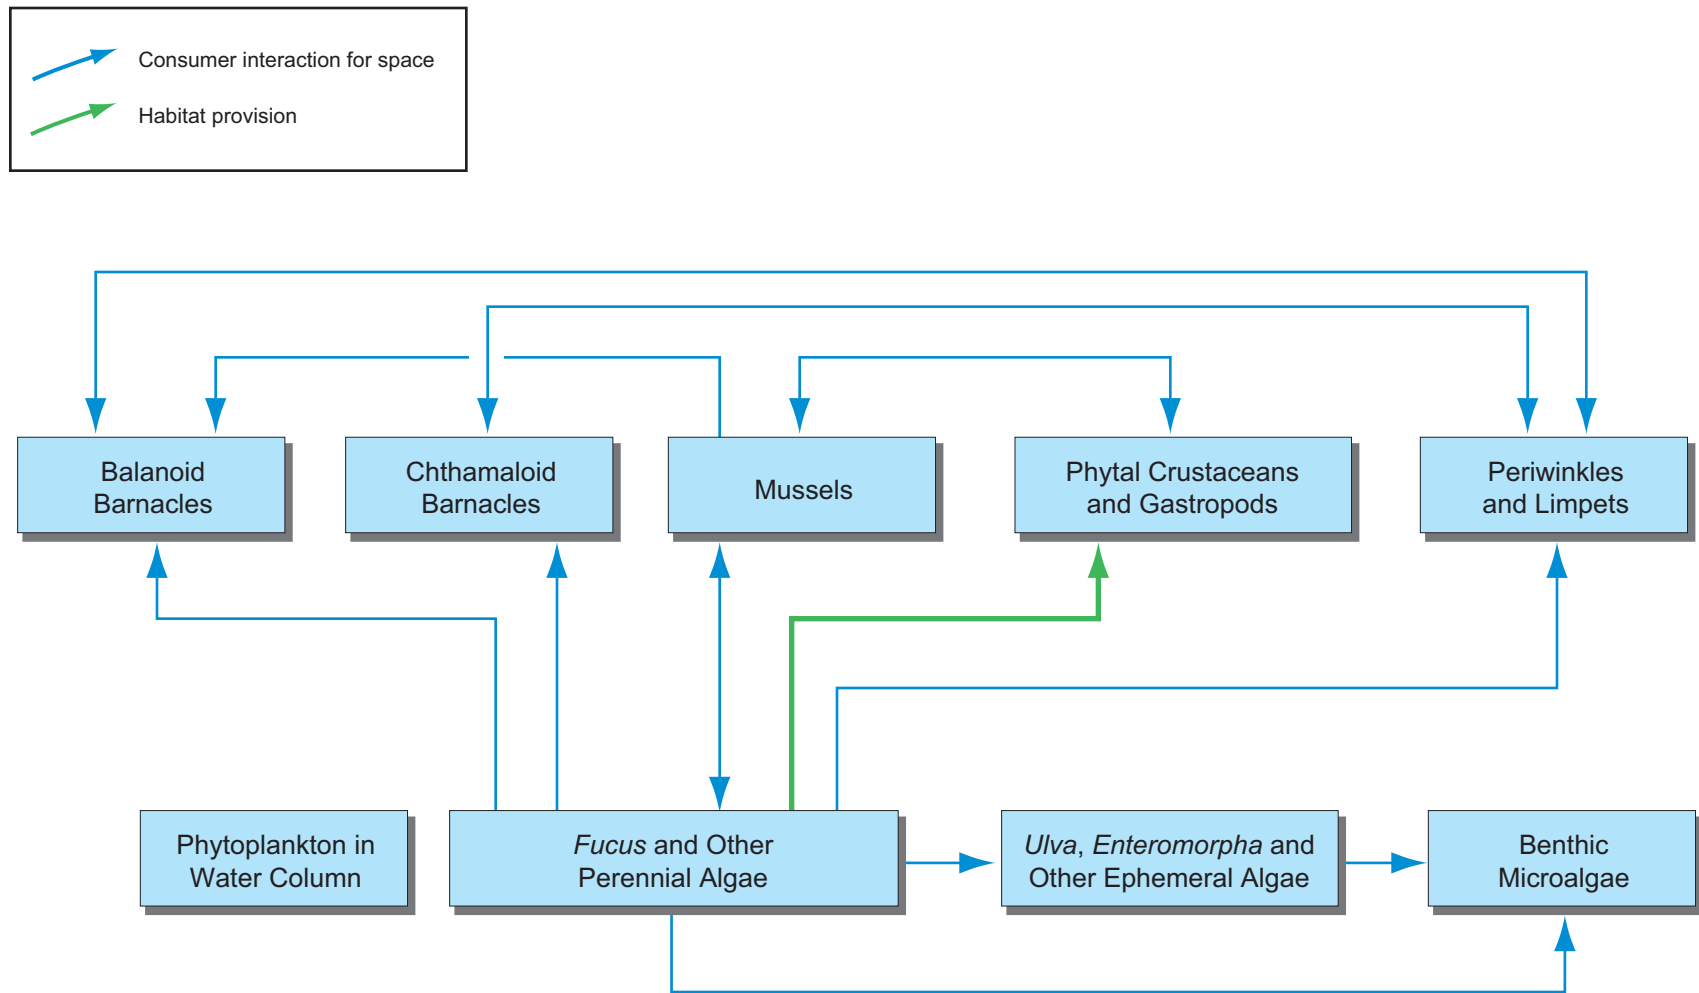 Consumer interaction for space
Habitat provision
Balanoid
Barnacles
Chthamaloid
Barnacles
Mussels
Phytal Crustaceans
and Gastropods
Periwinkles
and Limpets
Phytoplankton in
Water Column
Fucus and Other
Perennial Algae
Ulva, Enteromorpha and
Other Ephemeral Algae
Benthic
Microalgae